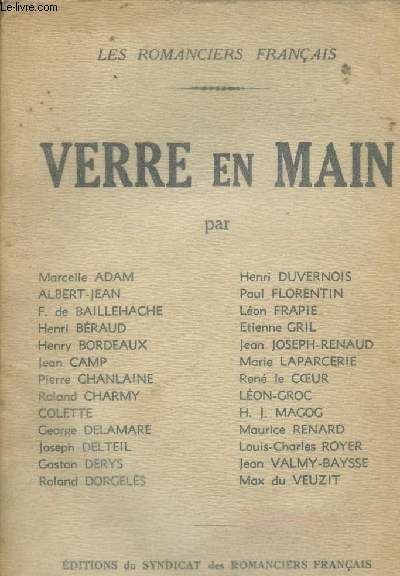 Le-livre.com
LES ROMANCIERS FRANÇAIS
VERRE EN MAIN
par
Marcelle ADAM
ALBERT-JEAN
F. de BAILLEHACHE
Henri BÉRAUD
Henry BORDEAUX
Jean CAMP
Pierre CHANLAINE
Roland CHARMY
COLETTE
George DELAMARE
Joseph DELTEIL
Gaston DERYS
Roland DORGELÈS
Henri DUVERNOIS
Paul FLORENTIN
Léon FRAPIE
Etienne GRIL
Jean JOSEPH-RENAUD
Marie LAPARCERIE
René le CŒUR
LÉON-GROC
H. J. MAGOG
Maurice RENARD
Louis-Charles ROYER
Jean VALMY-BAYSSE
Max du VEUZIT
ÉDITIONS du SYNDICAT des ROMANCIERS FRANÇAIS